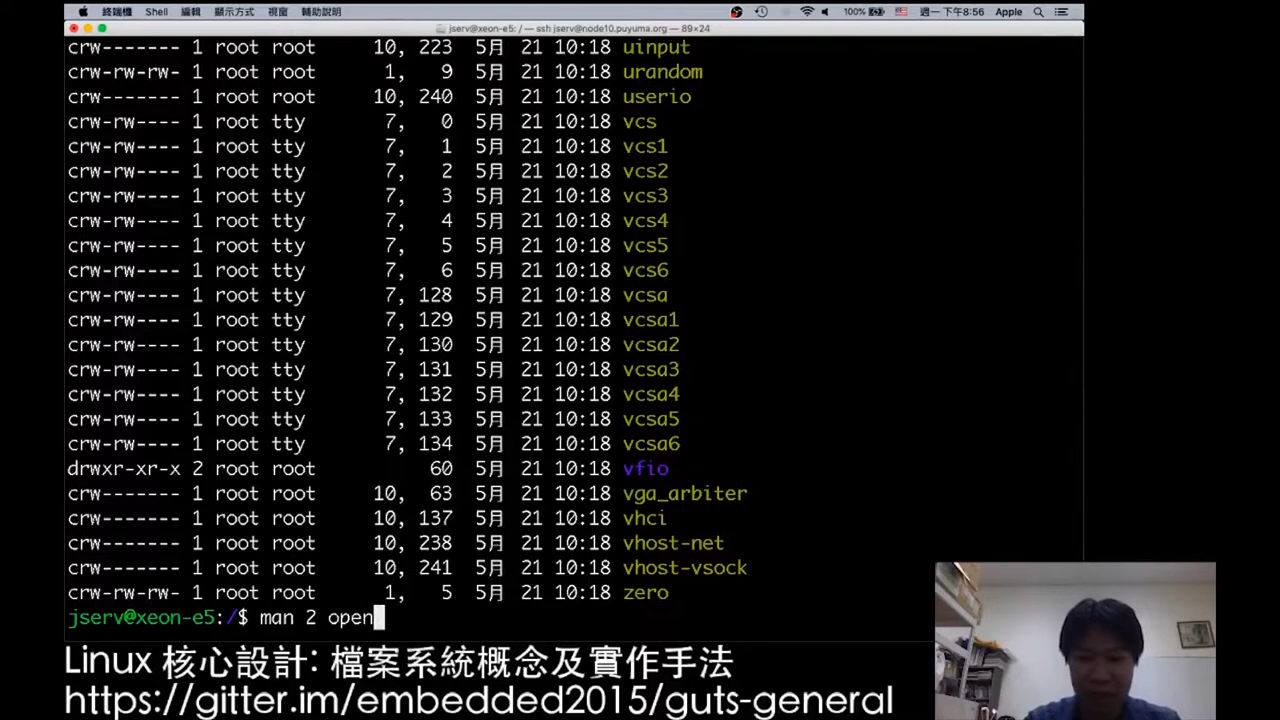 終端機 Shell 編輯 顯示方式 視窗 輔助說明 100% 週一 下午8:56 Apple
jserv@xeon-e5: / — ssh jserv@node10.puyuma.org — 89×24
crw------- 1 root root 10, 223 5月 21 10:18 uinput
crw-rw-rw- 1 root root 1, 9 5月 21 10:18 urandom
crw------- 1 root root 10, 240 5月 21 10:18 userio
crw-rw---- 1 root tty 7, 0 5月 21 10:18 vcs
crw-rw---- 1 root tty 7, 1 5月 21 10:18 vcs1
crw-rw---- 1 root tty 7, 2 5月 21 10:18 vcs2
crw-rw---- 1 root tty 7, 3 5月 21 10:18 vcs3
crw-rw---- 1 root tty 7, 4 5月 21 10:18 vcs4
crw-rw---- 1 root tty 7, 5 5月 21 10:18 vcs5
crw-rw---- 1 root tty 7, 6 5月 21 10:18 vcs6
crw-rw---- 1 root tty 7, 128 5月 21 10:18 vcsa
crw-rw---- 1 root tty 7, 129 5月 21 10:18 vcsa1
crw-rw---- 1 root tty 7, 130 5月 21 10:18 vcsa2
crw-rw---- 1 root tty 7, 131 5月 21 10:18 vcsa3
crw-rw---- 1 root tty 7, 132 5月 21 10:18 vcsa4
crw-rw---- 1 root tty 7, 133 5月 21 10:18 vcsa5
crw-rw---- 1 root tty 7, 134 5月 21 10:18 vcsa6
drwxr-xr-x 2 root root 60 5月 21 10:18 vfio
crw------- 1 root root 10, 63 5月 21 10:18 vga_arbiter
crw------- 1 root root 10, 137 5月 21 10:18 vhci
crw------- 1 root root 10, 238 5月 21 10:18 vhost-net
crw------- 1 root root 10, 241 5月 21 10:18 vhost-vsock
crw-rw-rw- 1 root root 1, 5 5月 21 10:18 zero
jserv@xeon-e5:/$ man 2 open
Linux 核心設計: 檔案系統概念及實作手法
https://gitter.im/embedded2015/guts-general